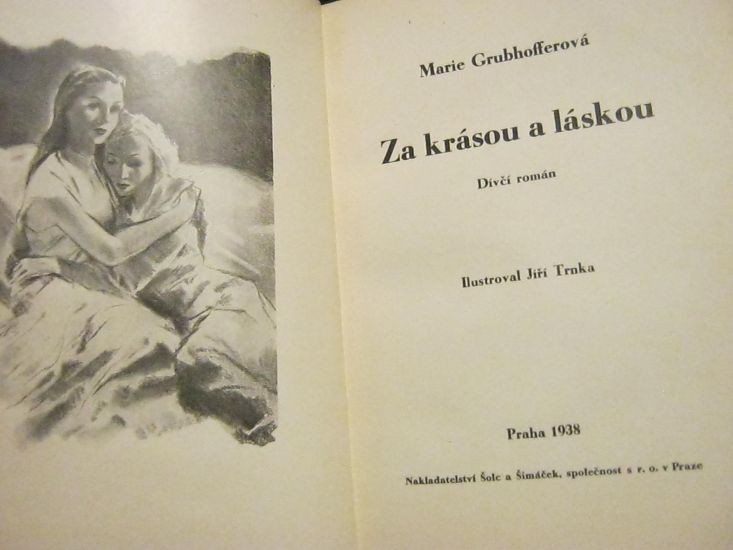 Marie Grubhofferová
Za krásou a láskou
Dívčí román
Ilustroval Jiří Trnka
Praha 1938
Nakladatelství Šolc a Šimáček, společnost s r. o. v Praze